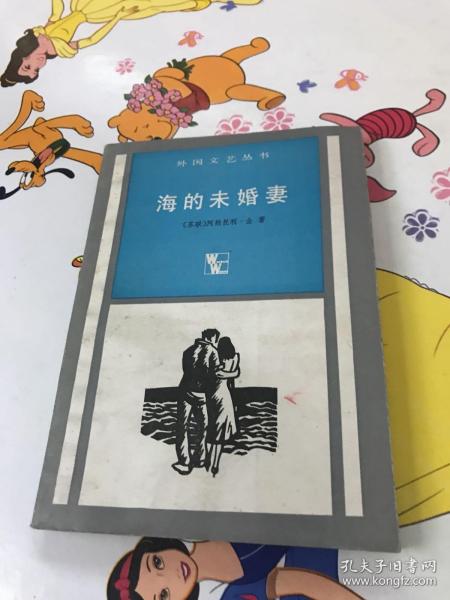 外国文艺丛书
海的未婚妻
〔苏联〕阿纳托利·金 著
WW
孔夫子旧书网
www.kongfz.com